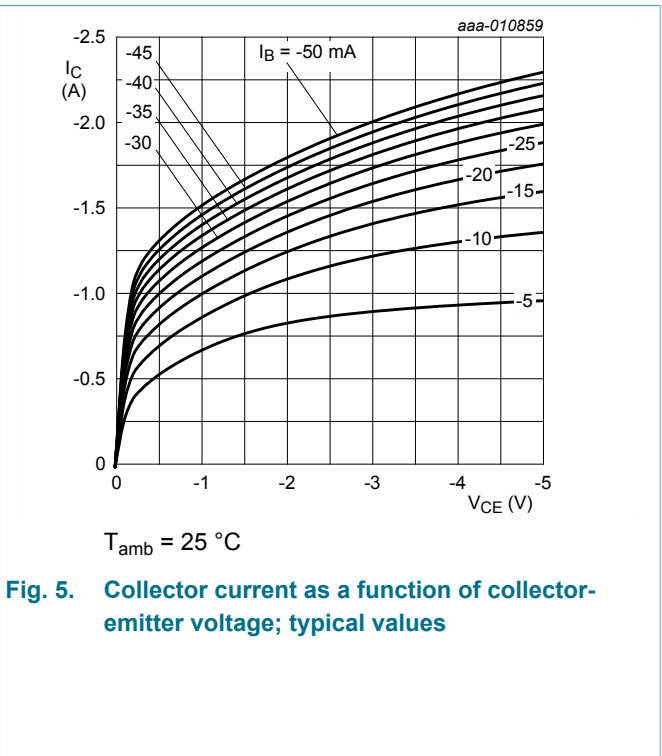 aaa-010859
-2.5
IC
(A)
-2.0
-1.5
-1.0
-0.5
0
-45
-40
-35
-30
IB = -50 mA
-25
-20
-15
-10
-5
0
-1
-2
-3
-4
-5
VCE (V)
Tamb = 25 °C
Fig. 5. Collector current as a function of collector-
emitter voltage; typical values